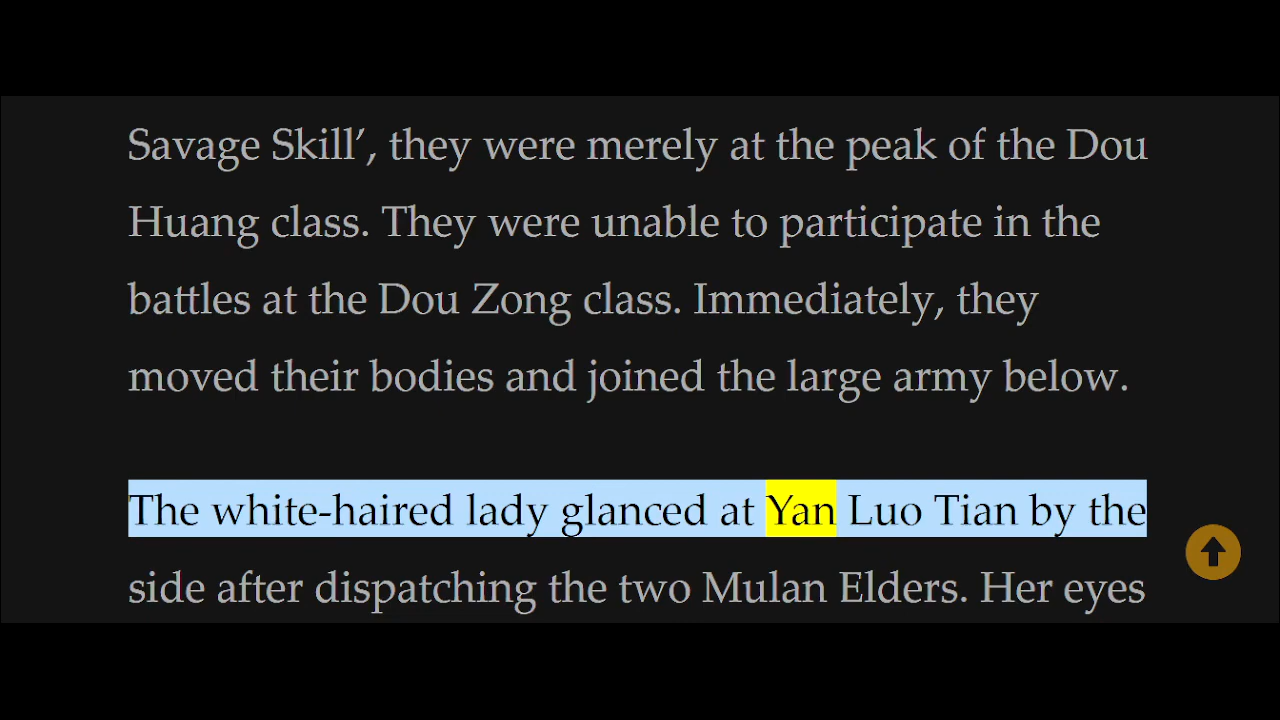 Savage Skill’, they were merely at the peak of the Dou
Huang class. They were unable to participate in the
battles at the Dou Zong class. Immediately, they
moved their bodies and joined the large army below.
The white-haired lady glanced at Yan Luo Tian by the
side after dispatching the two Mulan Elders. Her eyes